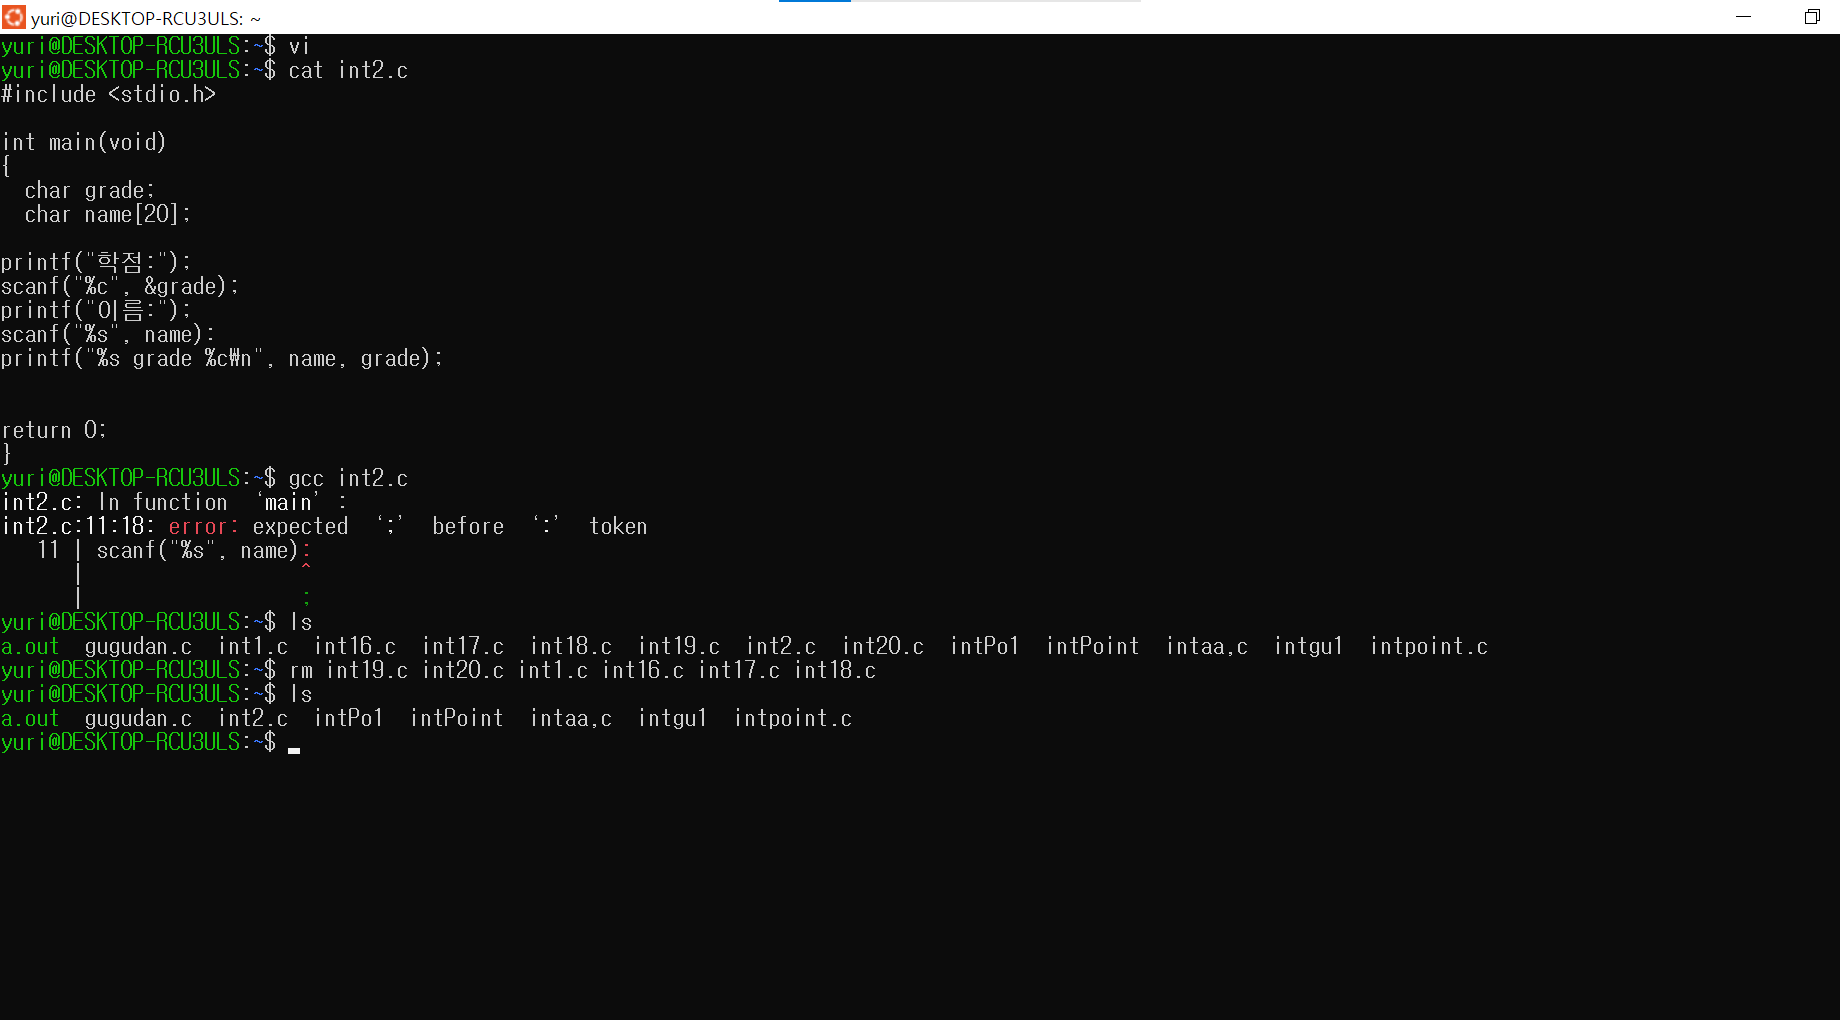 yuri@DESKTOP-RCU3ULS: ~
yuri@DESKTOP-RCU3ULS:~$ vi
yuri@DESKTOP-RCU3ULS:~$ cat int2.c
#include <stdio.h>
int main(void)
{
  char grade;
  char name[20];
printf("학점:");
scanf("%c", &grade);
printf("이름:");
scanf("%s", name):
printf("%s grade %c₩n", name, grade);
return 0;
}
yuri@DESKTOP-RCU3ULS:~$ gcc int2.c
int2.c: In function ‘main’:
int2.c:11:18: error: expected ‘;’ before ‘:’ token
   11 | scanf("%s", name):
      |                  ^
      |                  ;
yuri@DESKTOP-RCU3ULS:~$ ls
a.out  gugudan.c  int1.c  int16.c  int17.c  int18.c  int19.c  int2.c  int20.c  intPo1  intPoint  intaa,c  intgu1  intpoint.c
yuri@DESKTOP-RCU3ULS:~$ rm int19.c int20.c int1.c int16.c int17.c int18.c
yuri@DESKTOP-RCU3ULS:~$ ls
a.out  gugudan.c  int2.c  intPo1  intPoint  intaa,c  intgu1  intpoint.c
yuri@DESKTOP-RCU3ULS:~$